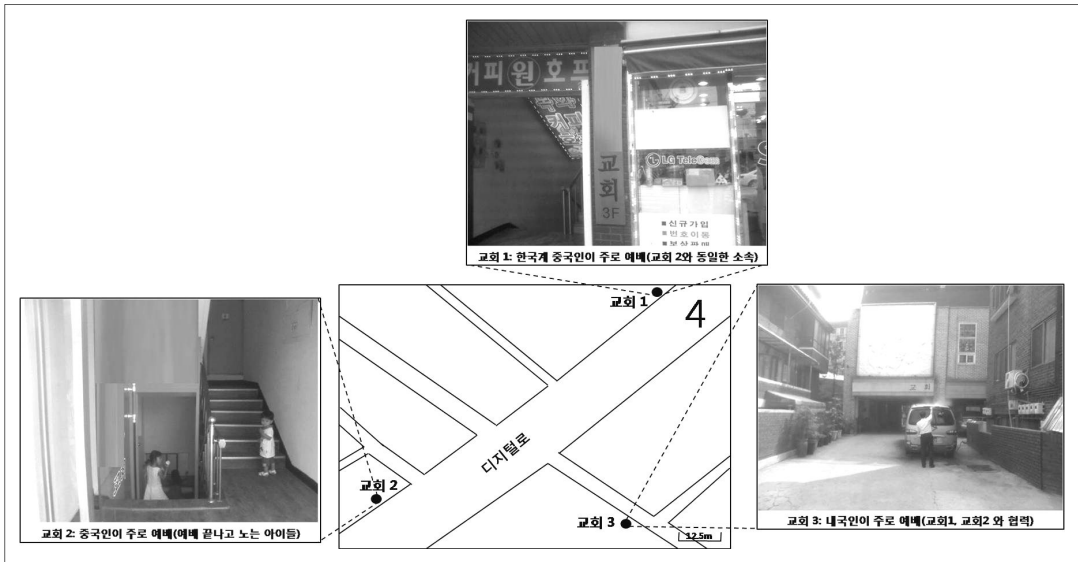 커피원호프
교회
3F
LG TeleCom
■ 신규가입
■ 번호이동
■ 보상판매
교회 1: 한국계 중국인이 주로 예배(교회 2와 동일한 소속)
교회 1
4
디지털로
교회 2
교회 3
12.5m
교회
교회 2: 중국인이 주로 예배(예배 끝나고 노는 아이들)
교회 3: 내국인이 주로 예배(교회1, 교회2 와 협력)